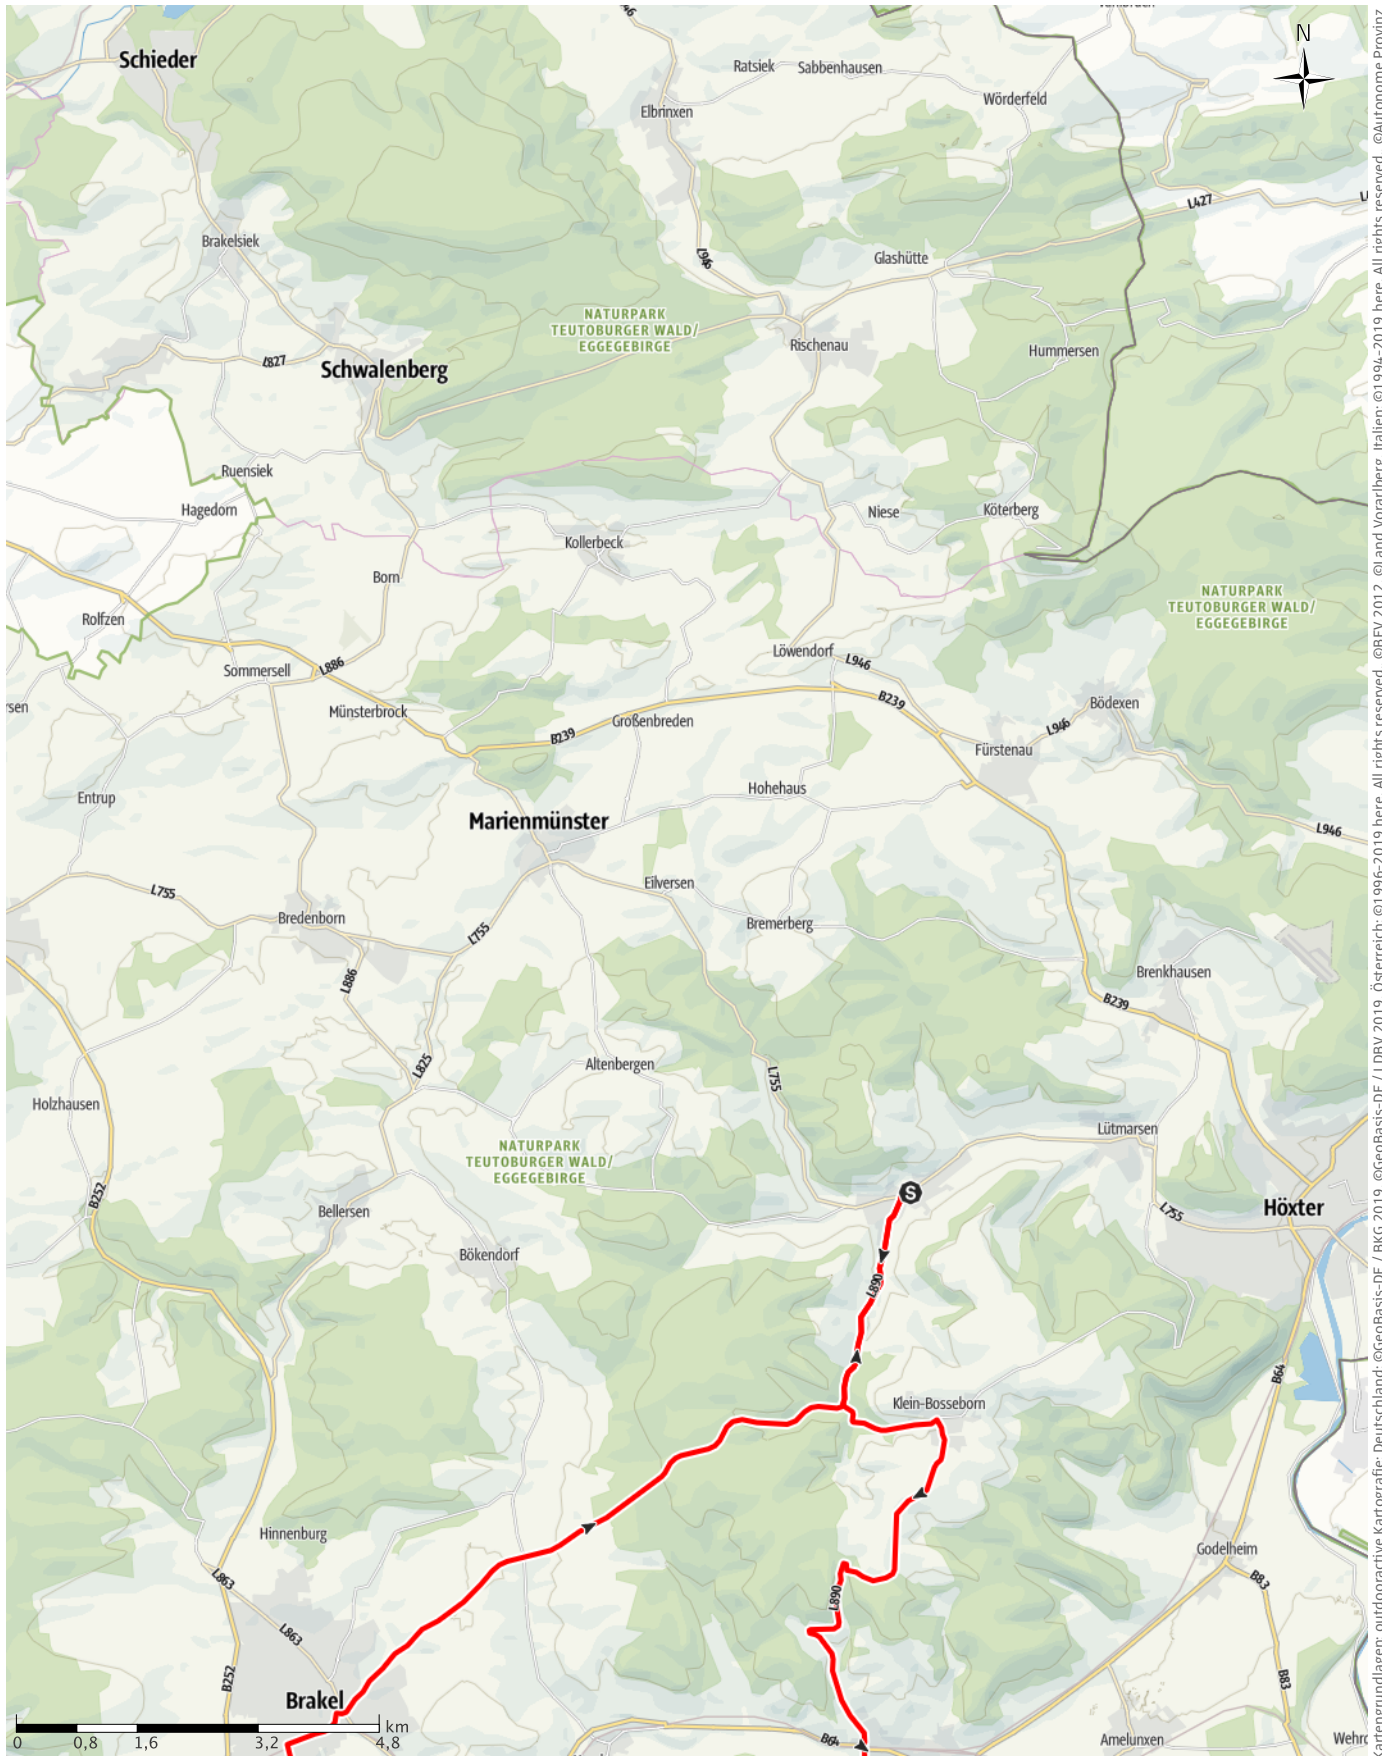 N
Schieder
Ratsiek
Sabbenhausen
Elbrinxen
Wörderfeld
L427
Brakelsiek
L946
Glashütte
NATURPARK
TEUTOBURGER WALD/
EGGEGEBIRGE
Rischenau
Hummersen
L827
Schwalenberg
Ruensiek
Hagedorn
Niese
Köterberg
Kollerbeck
Born
NATURPARK
TEUTOBURGER WALD/
EGGEGEBIRGE
Rolfzen
Löwendorf
L946
Sommersell
L886
B239
Bödexen
Münsterbrock
Großenbreden
L946
B239
Fürstenau
Entrup
Hohehaus
Marienmünster
L946
Eilversen
L755
Bredenborn
Bremerberg
L755
L886
Brenkhausen
B239
L825
Altenbergen
L755
Holzhausen
Lütmarsen
NATURPARK
TEUTOBURGER WALD/
EGGEGEBIRGE
B252
S
Höxter
Bellersen
L755
Bökendorf
L890
B64
Klein-Bosseborn
Hinnenburg
Godelheim
L863
B83
L890
L863
B252
B83
Brakel
km
0
0,8
1,6
3,2
4,8
B64
Amelunxen